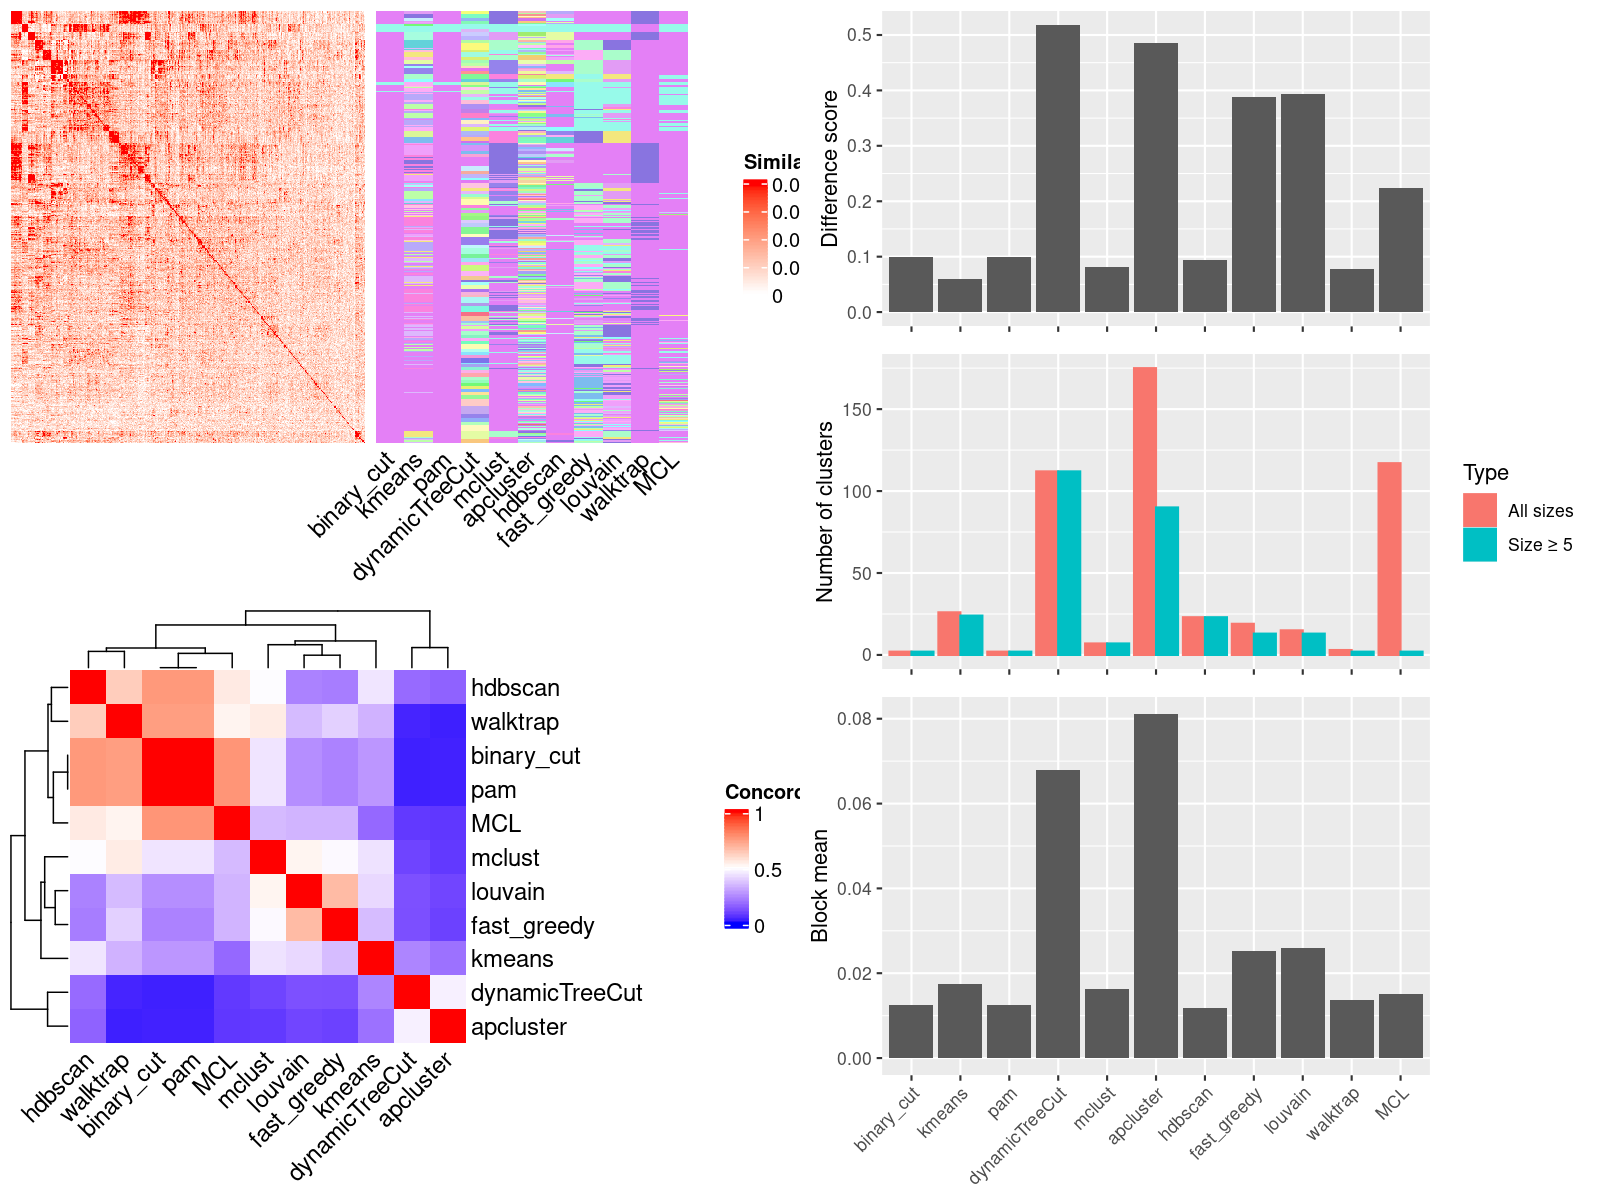 Simila
0.0
0.0
0.0
0.0
0
binary_cut
kmeans
pam
dynamicTreeCut
mclust
apcluster
hdbscan
fast_greedy
louvain
walktrap
MCL
hdbscan
walktrap
binary_cut
pam
MCL
mclust
louvain
fast_greedy
kmeans
dynamicTreeCut
apcluster
hdbscan
walktrap
binary_cut
pam
MCL
mclust
louvain
fast_greedy
kmeans
dynamicTreeCut
apcluster
Concord
1
0.5
0
Difference score
0.5
0.4
0.3
0.2
0.1
0.0
Number of clusters
150
100
50
0
Type
All sizes
Size ≥ 5
Block mean
0.08
0.06
0.04
0.02
0.00
binary_cut
kmeans
pam
dynamicTreeCut
mclust
apcluster
hdbscan
fast_greedy
louvain
walktrap
MCL